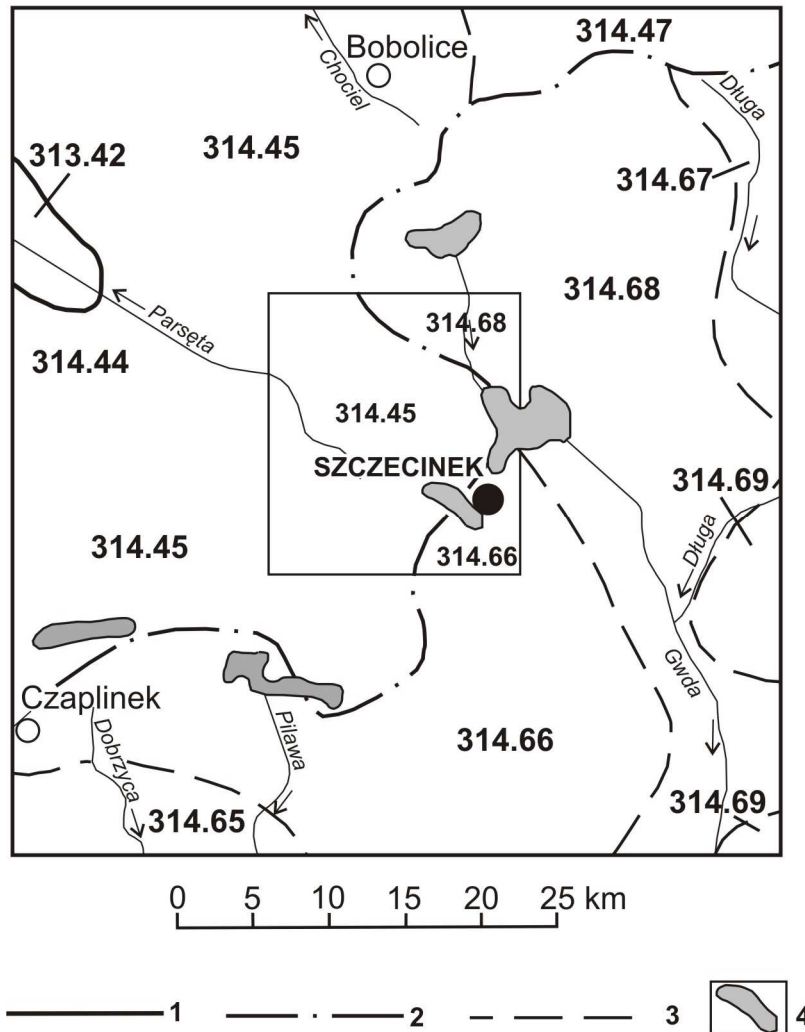 314.47
Bobolice
Chociel
Długa
314.45
313.42
314.67
314.68
Parsęta
314.68
314.44
314.45
SZCZECINEK
314.69
Długa
314.45
314.66
Gwda
Czaplinek
Dobrzyca
Pilawa
314.66
314.65
314.69
0 5 10 15 20 25 km
1 2 3 4